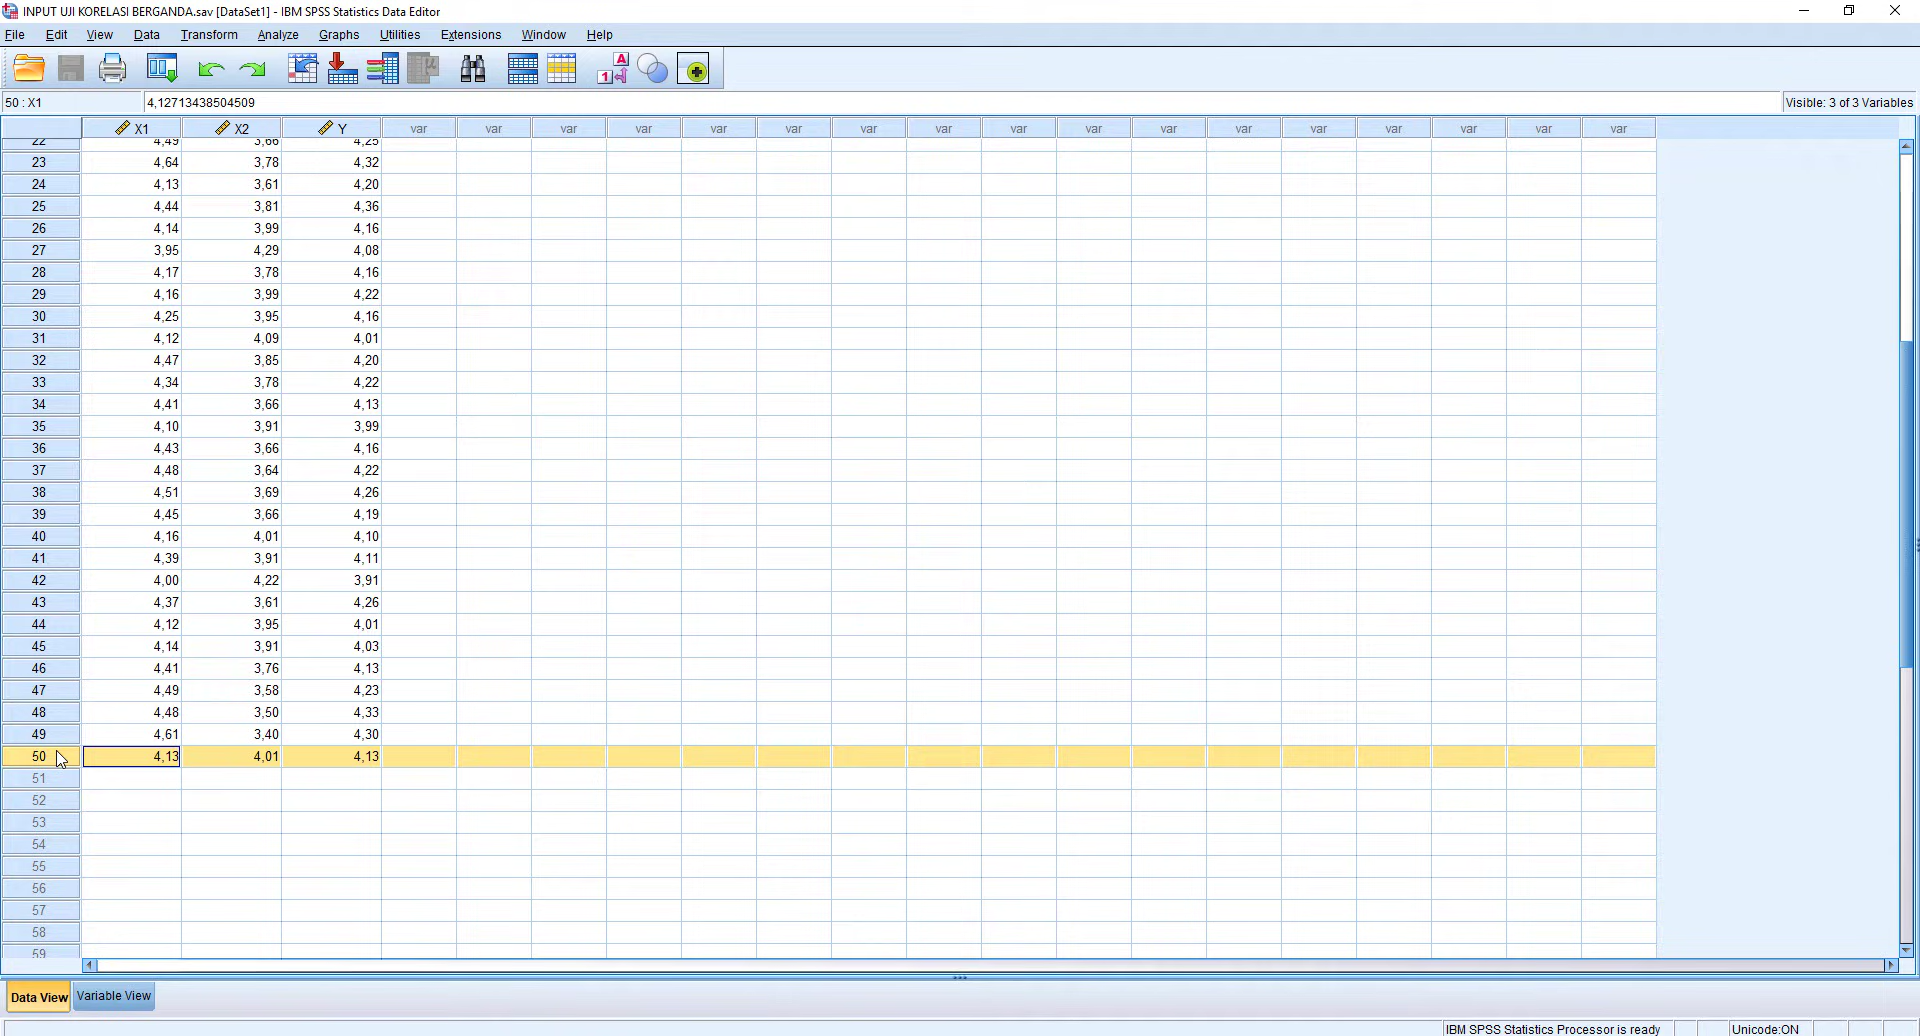 INPUT UJI KORELASI BERGANDA.sav [DataSet1] - IBM SPSS Statistics Data Editor
File Edit View Data Transform Analyze Graphs Utilities Extensions Window Help
50 : X1 4,12713438504509 Visible: 3 of 3 Variables
X1 X2 Y var var var var var var var var var var var var var var var var var
22 4,49 3,66 4,25
23 4,64 3,78 4,32
24 4,13 3,61 4,20
25 4,44 3,81 4,36
26 4,14 3,99 4,16
27 3,95 4,29 4,08
28 4,17 3,78 4,16
29 4,16 3,99 4,22
30 4,25 3,95 4,16
31 4,12 4,09 4,01
32 4,47 3,85 4,20
33 4,34 3,78 4,22
34 4,41 3,66 4,13
35 4,10 3,91 3,99
36 4,43 3,66 4,16
37 4,48 3,64 4,22
38 4,51 3,69 4,26
39 4,45 3,66 4,19
40 4,16 4,01 4,10
41 4,39 3,91 4,11
42 4,00 4,22 3,91
43 4,37 3,61 4,26
44 4,12 3,95 4,01
45 4,14 3,91 4,03
46 4,41 3,76 4,13
47 4,49 3,58 4,23
48 4,48 3,50 4,33
49 4,61 3,40 4,30
50 4,13 4,01 4,13
51
52
53
54
55
56
57
58
59
Data View Variable View
IBM SPSS Statistics Processor is ready Unicode:ON